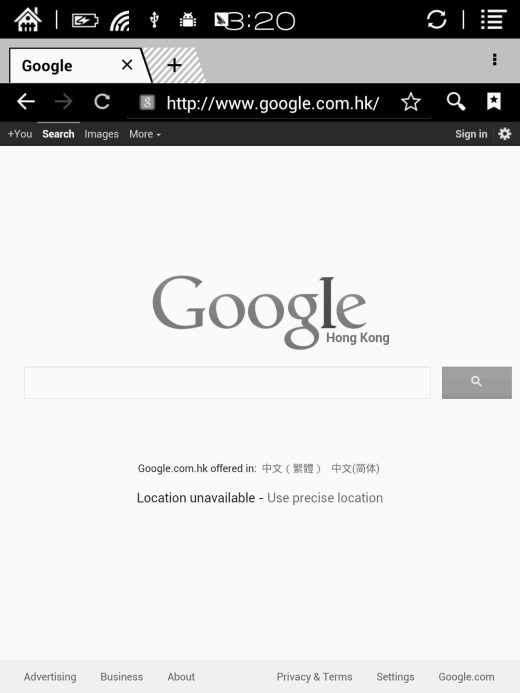 3:20
Google
http://www.google.com.hk/
+You Search Images More Sign in
Google
Hong Kong
Google.com.hk offered in: 中文（繁體） 中文(简体)
Location unavailable - Use precise location
Advertising Business About Privacy & Terms Settings Google.com